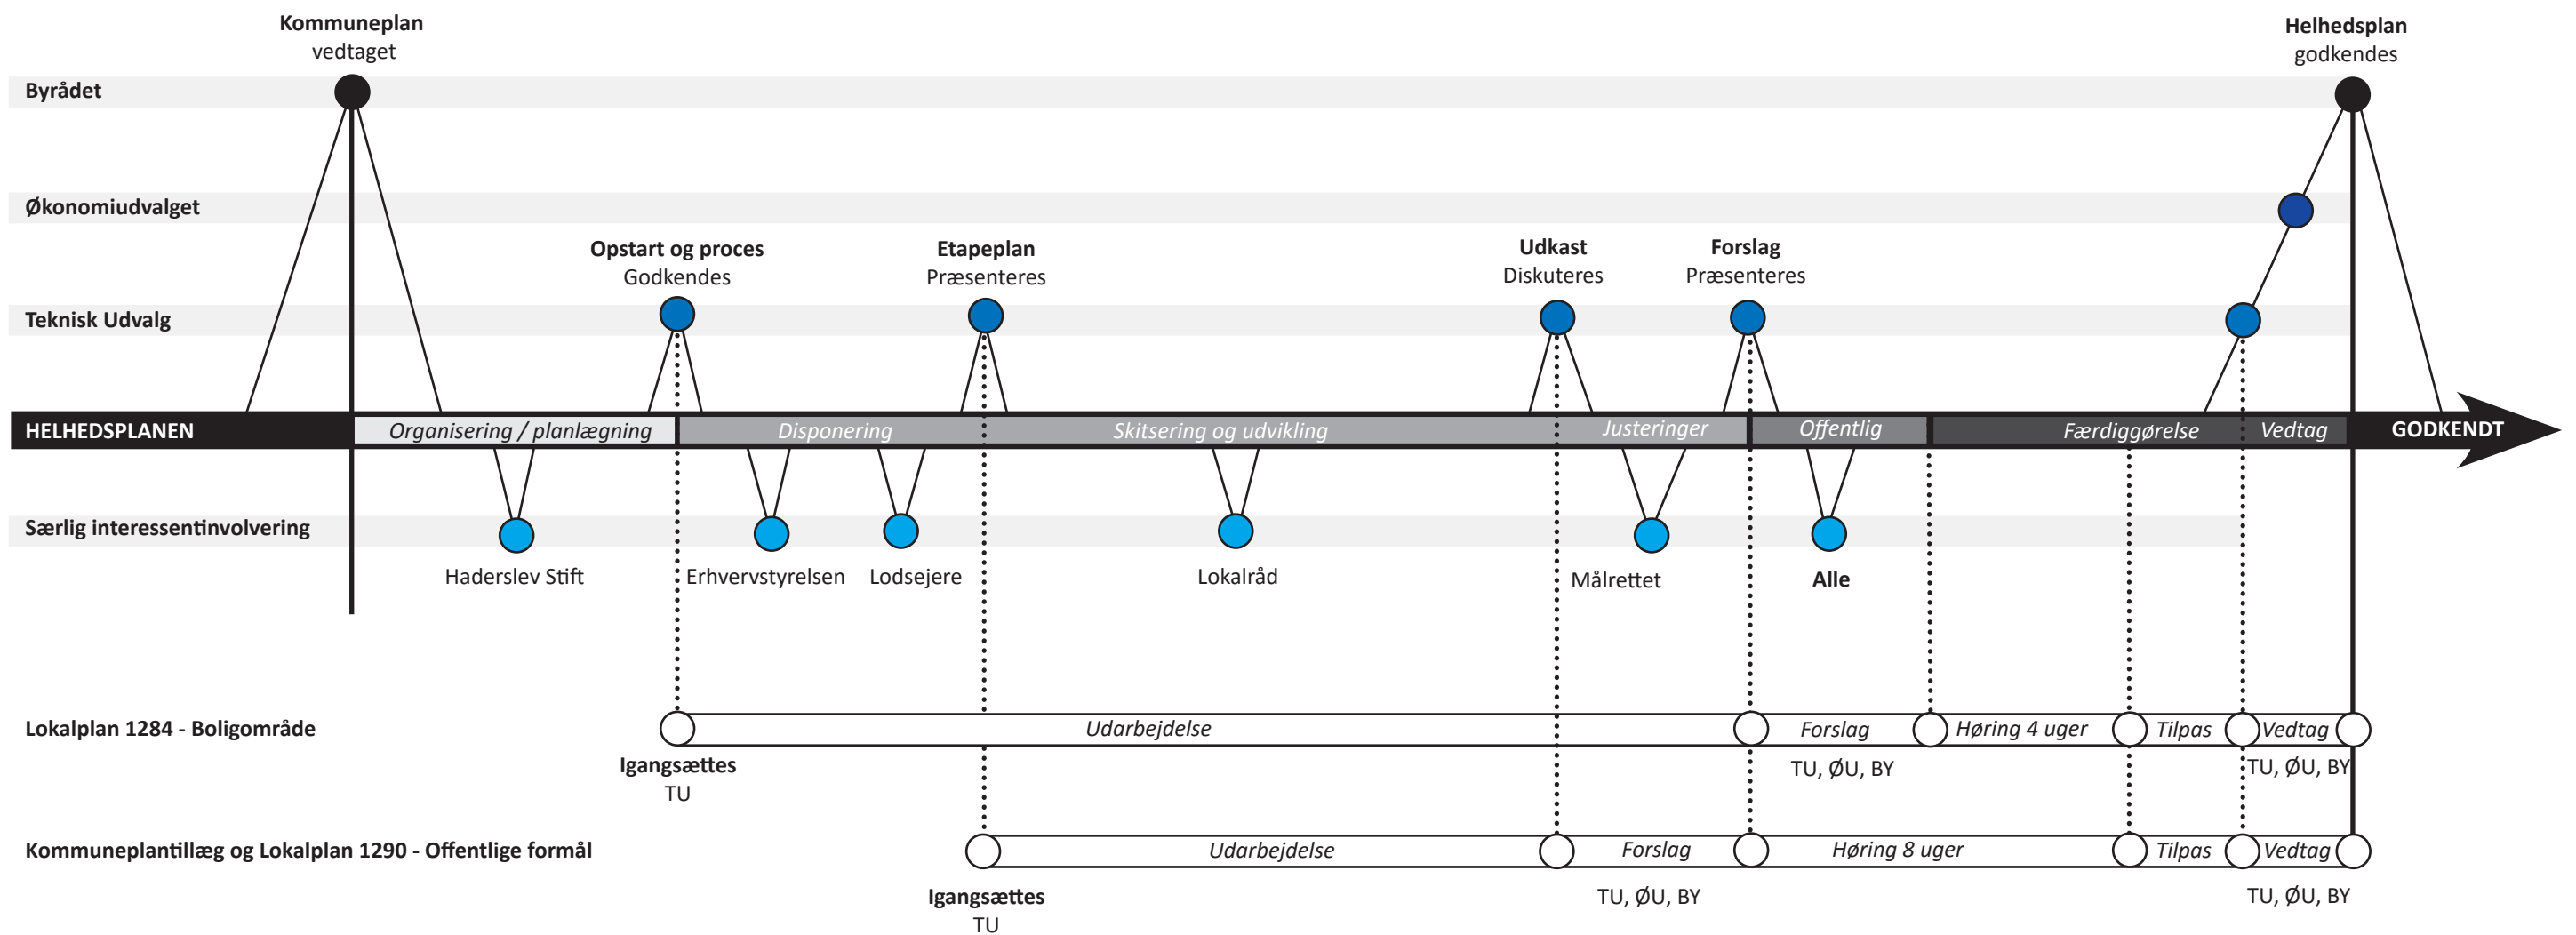 Kommuneplan
vedtaget
Helhedsplan
godkendes
Byrådet
Økonomiudvalget
Opstart og proces
Godkendes
Etapeplan
Præsenteres
Udkast
Diskuteres
Forslag
Præsenteres
Teknisk Udvalg
HELHEDSPLANEN
Organisering / planlægning
Disponering
Skitsering og udvikling
Justeringer
Offentlig
Færdiggørelse
Vedtag
GODKENDT
Særlig interessentinvolvering
Haderslev Stift
Erhvervstyrelsen
Lodsejere
Lokalråd
Målrettet
Alle
Lokalplan 1284 - Boligområde
Udarbejdelse
Forslag
Høring 4 uger
Tilpas
Vedtag
Igangsættes
TU
TU, ØU, BY
TU, ØU, BY
Kommuneplantillæg og Lokalplan 1290 - Offentlige formål
Udarbejdelse
Forslag
Høring 8 uger
Tilpas
Vedtag
Igangsættes
TU
TU, ØU, BY
TU, ØU, BY